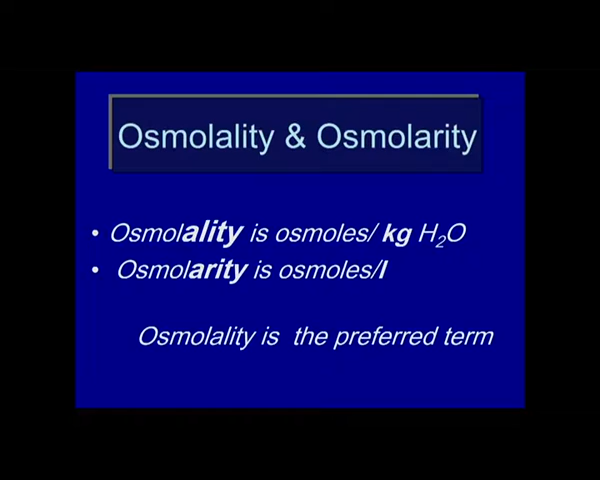 Osmolality & Osmolarity
• Osmolality is osmoles/ kg H₂O
• Osmolarity is osmoles/l
Osmolality is the preferred term